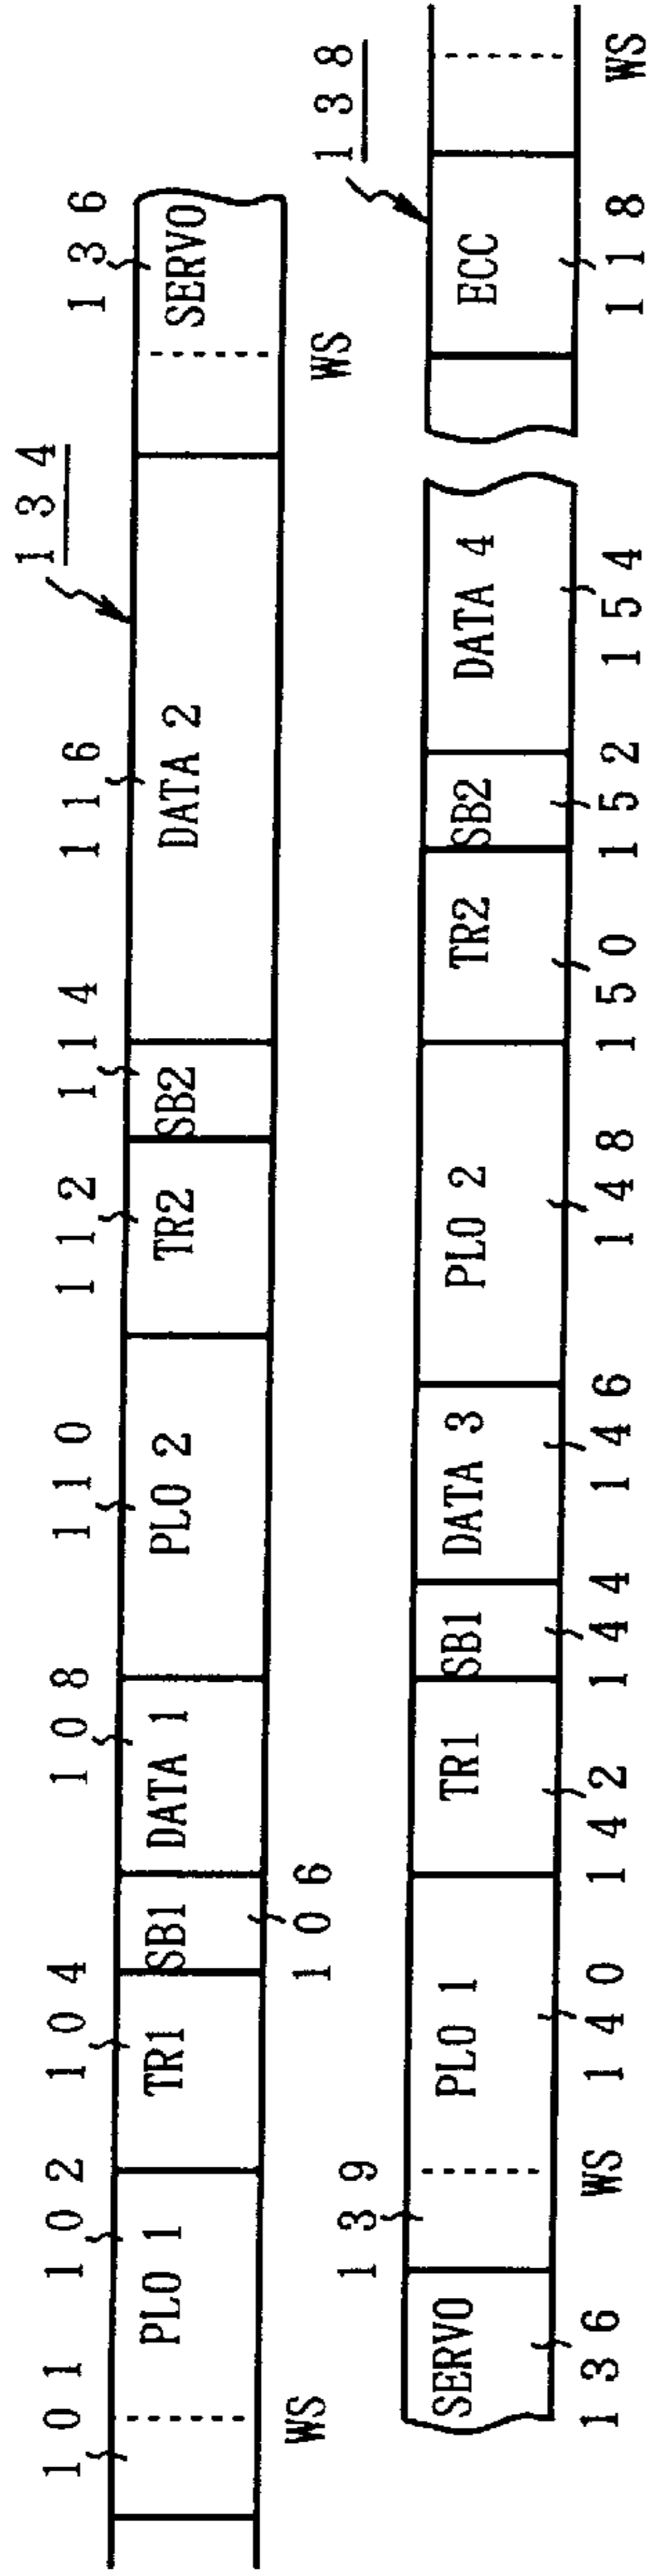 134
101 102 104 108 110 112 114 116 136
PLO 1 TR1 SB1 DATA 1 PLO 2 TR2 SB2 DATA 2 SERVO
WS 106 WS
139 138
SERVO PLO 1 TR1 SB1 DATA 3 PLO 2 TR2 SB2 DATA 4 ECC
136 WS 140 142 144 146 148 150 152 154 118 WS